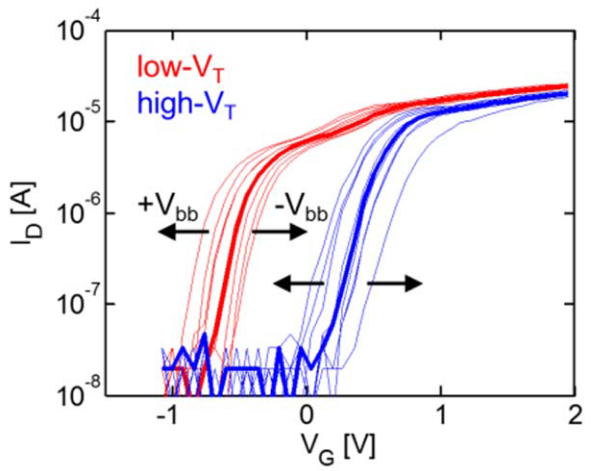 10^-4
low-V_T
high-V_T
10^-5
I_D [A]
10^-6
+V_bb
-V_bb
10^-7
10^-8
-1
0
1
2
V_G [V]